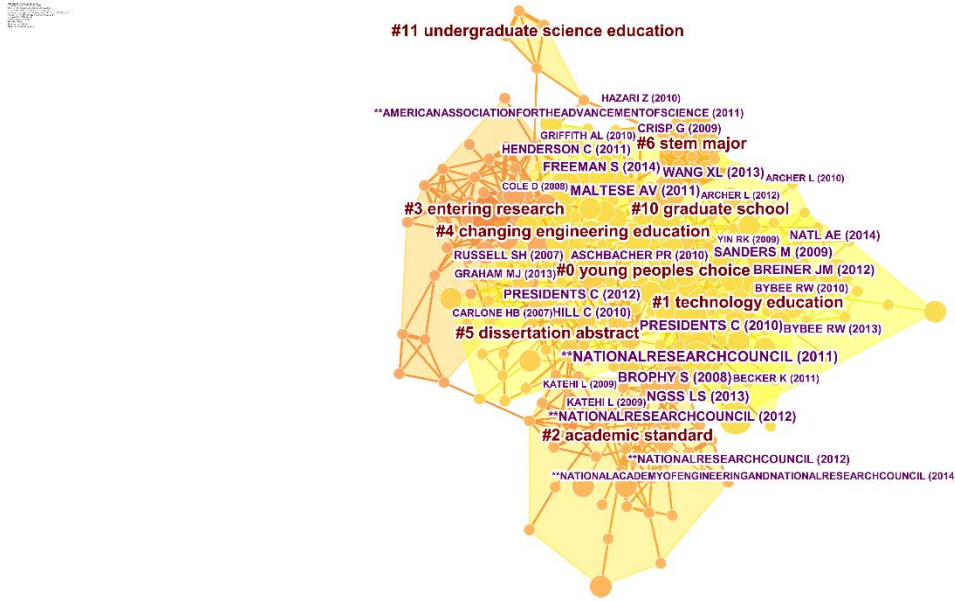 #11 undergraduate science education
HAZARI Z (2010)
**AMERICANASSOCIATIONFORTHEADVANCEMENTOFSCIENCE (2011)
GRIFFITH AL (2010)
CRISP G (2009)
HENDERSON C (2011)
#6 stem major
FREEMAN S (2014)
WANG XL (2013)
ARCHER L (2010)
COLE D (2008)
MALTESE AV (2011)
ARCHER L (2012)
#3 entering research
#10 graduate school
#4 changing engineering education
YIN RK (2009)
NATL AE (2014)
RUSSELL SH (2007)
ASCHBACHER PR (2010)
SANDERS M (2009)
GRAHAM MJ (2013)
#0 young peoples choice
BREINER JM (2012)
PRESIDENTS C (2012)
BYBEE RW (2010)
#1 technology education
CARLONE HB (2007)
HILL C (2010)
#5 dissertation abstract
PRESIDENTS C (2010)
BYBEE RW (2013)
**NATIONALRESEARCHCOUNCIL (2011)
KATEHI L (2009)
BROPHY S (2008)
BECKER K (2011)
KATEHI L (2009)
NGSS LS (2013)
**NATIONALRESEARCHCOUNCIL (2012)
#2 academic standard
**NATIONALRESEARCHCOUNCIL (2012)
**NATIONALACADEMYOFENGINEERINGANDNATIONALRESEARCHCOUNCIL (2014